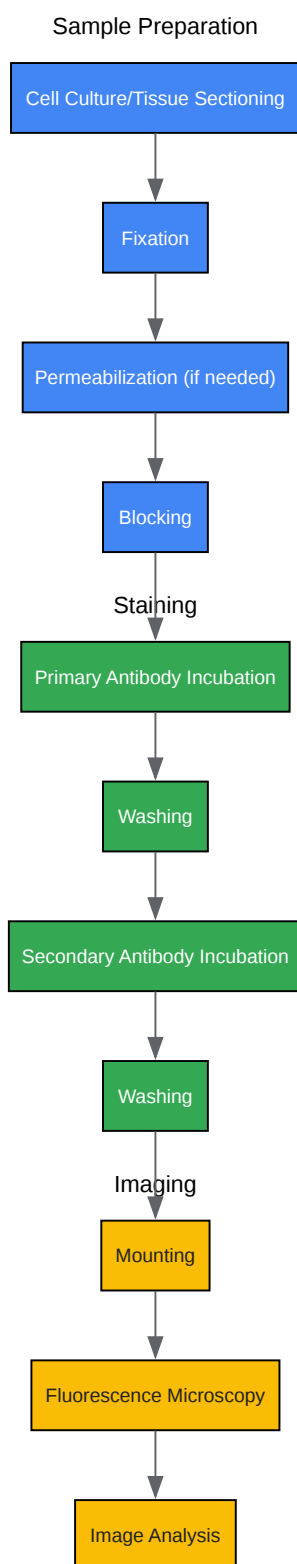 Sample Preparation
Cell Culture/Tissue Sectioning
Fixation
Permeabilization (if needed)
Blocking
Staining
Primary Antibody Incubation
Washing
Secondary Antibody Incubation
Washing
Imaging
Mounting
Fluorescence Microscopy
Image Analysis